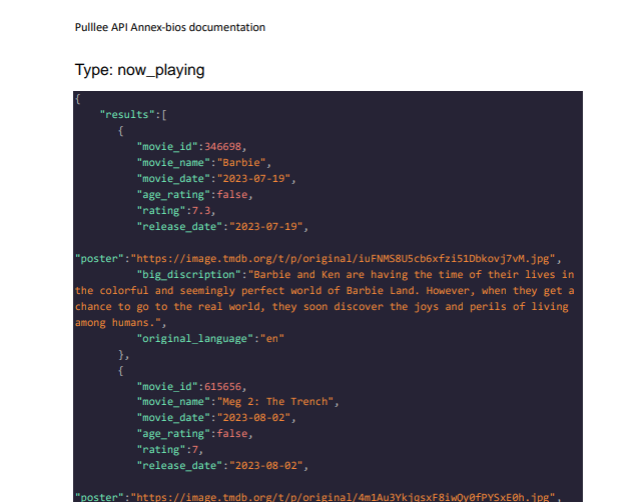 Pulllee API Annex-bios documentation
Type: now_playing
{
"results":[
{
"movie_id":346698,
"movie_name":"Barbie",
"movie_date":"2023-07-19",
"age_rating":false,
"rating":7.3,
"release_date":"2023-07-19",
"poster":"https://image.tmdb.org/t/p/original/iuFNMS8U5cb6xfzi51Dbkovj7vM.jpg",
"big_discription":"Barbie and Ken are having the time of their lives in
the colorful and seemingly perfect world of Barbie Land. However, when they get a
chance to go to the real world, they soon discover the joys and perils of living
among humans.",
"original_language":"en"
},
{
"movie_id":615656,
"movie_name":"Meg 2: The Trench",
"movie_date":"2023-08-02",
"age_rating":false,
"rating":7,
"release_date":"2023-08-02",
"poster":"https://image.tmdb.org/t/p/original/4m1Au3YkjqsxF8iwQy0fPYSxE0h.jpg",